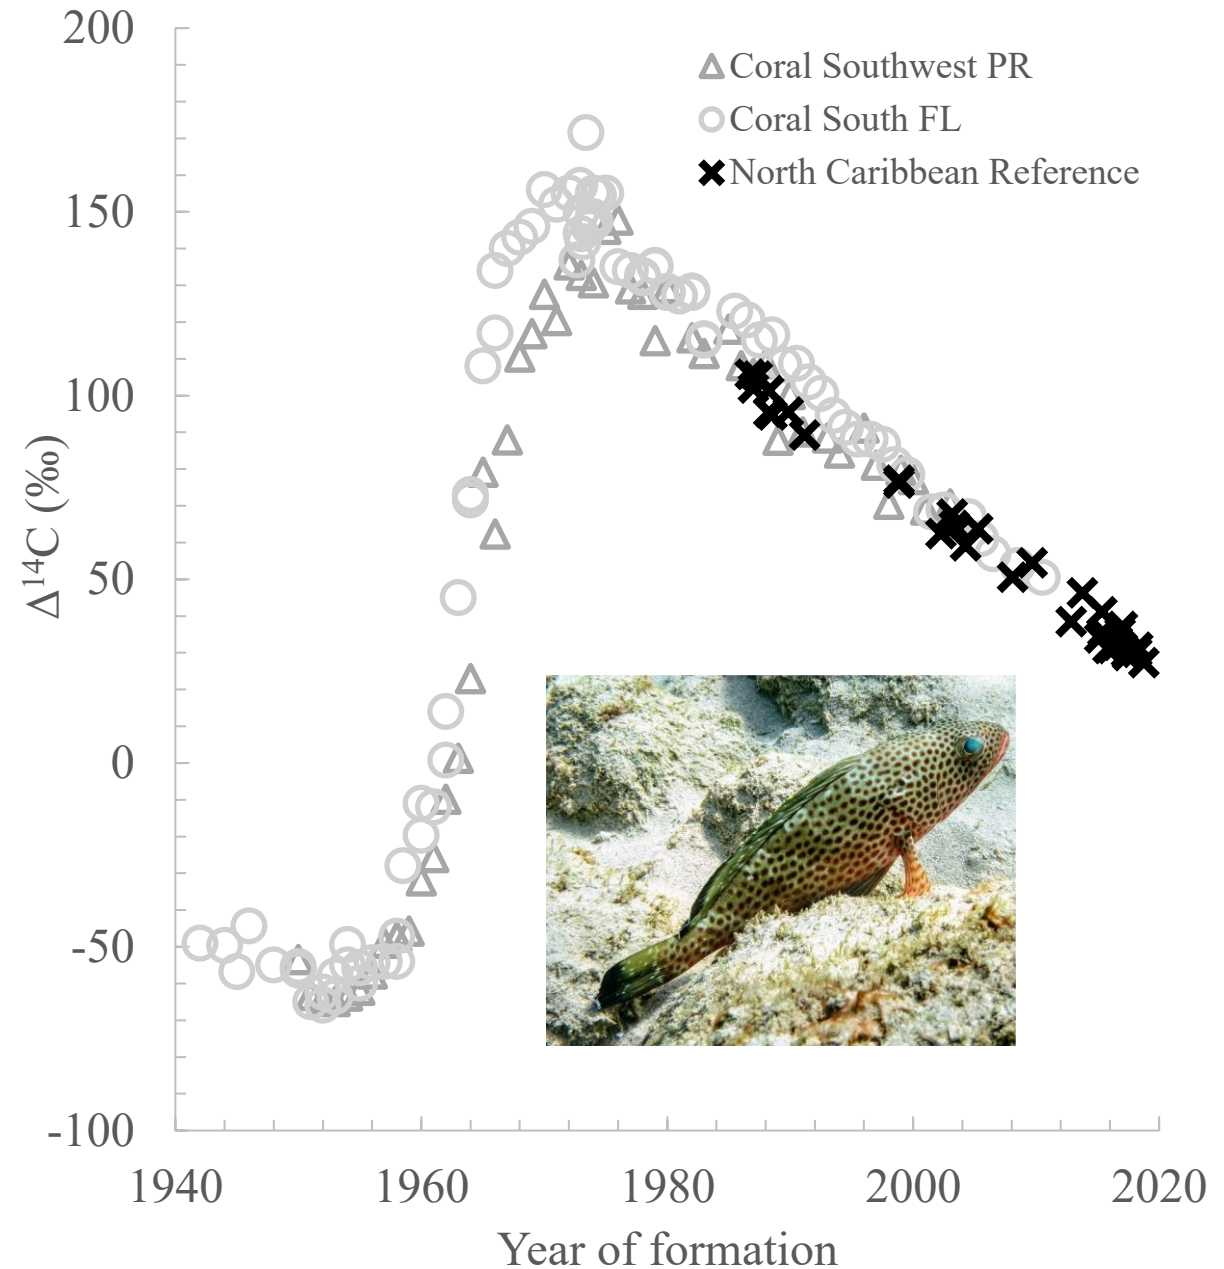 200
Coral Southwest PR
Coral South FL
150
North Caribbean Reference
100
Δ¹⁴C (‰)
50
0
-50
-100
1940 1960 1980 2000 2020
Year of formation